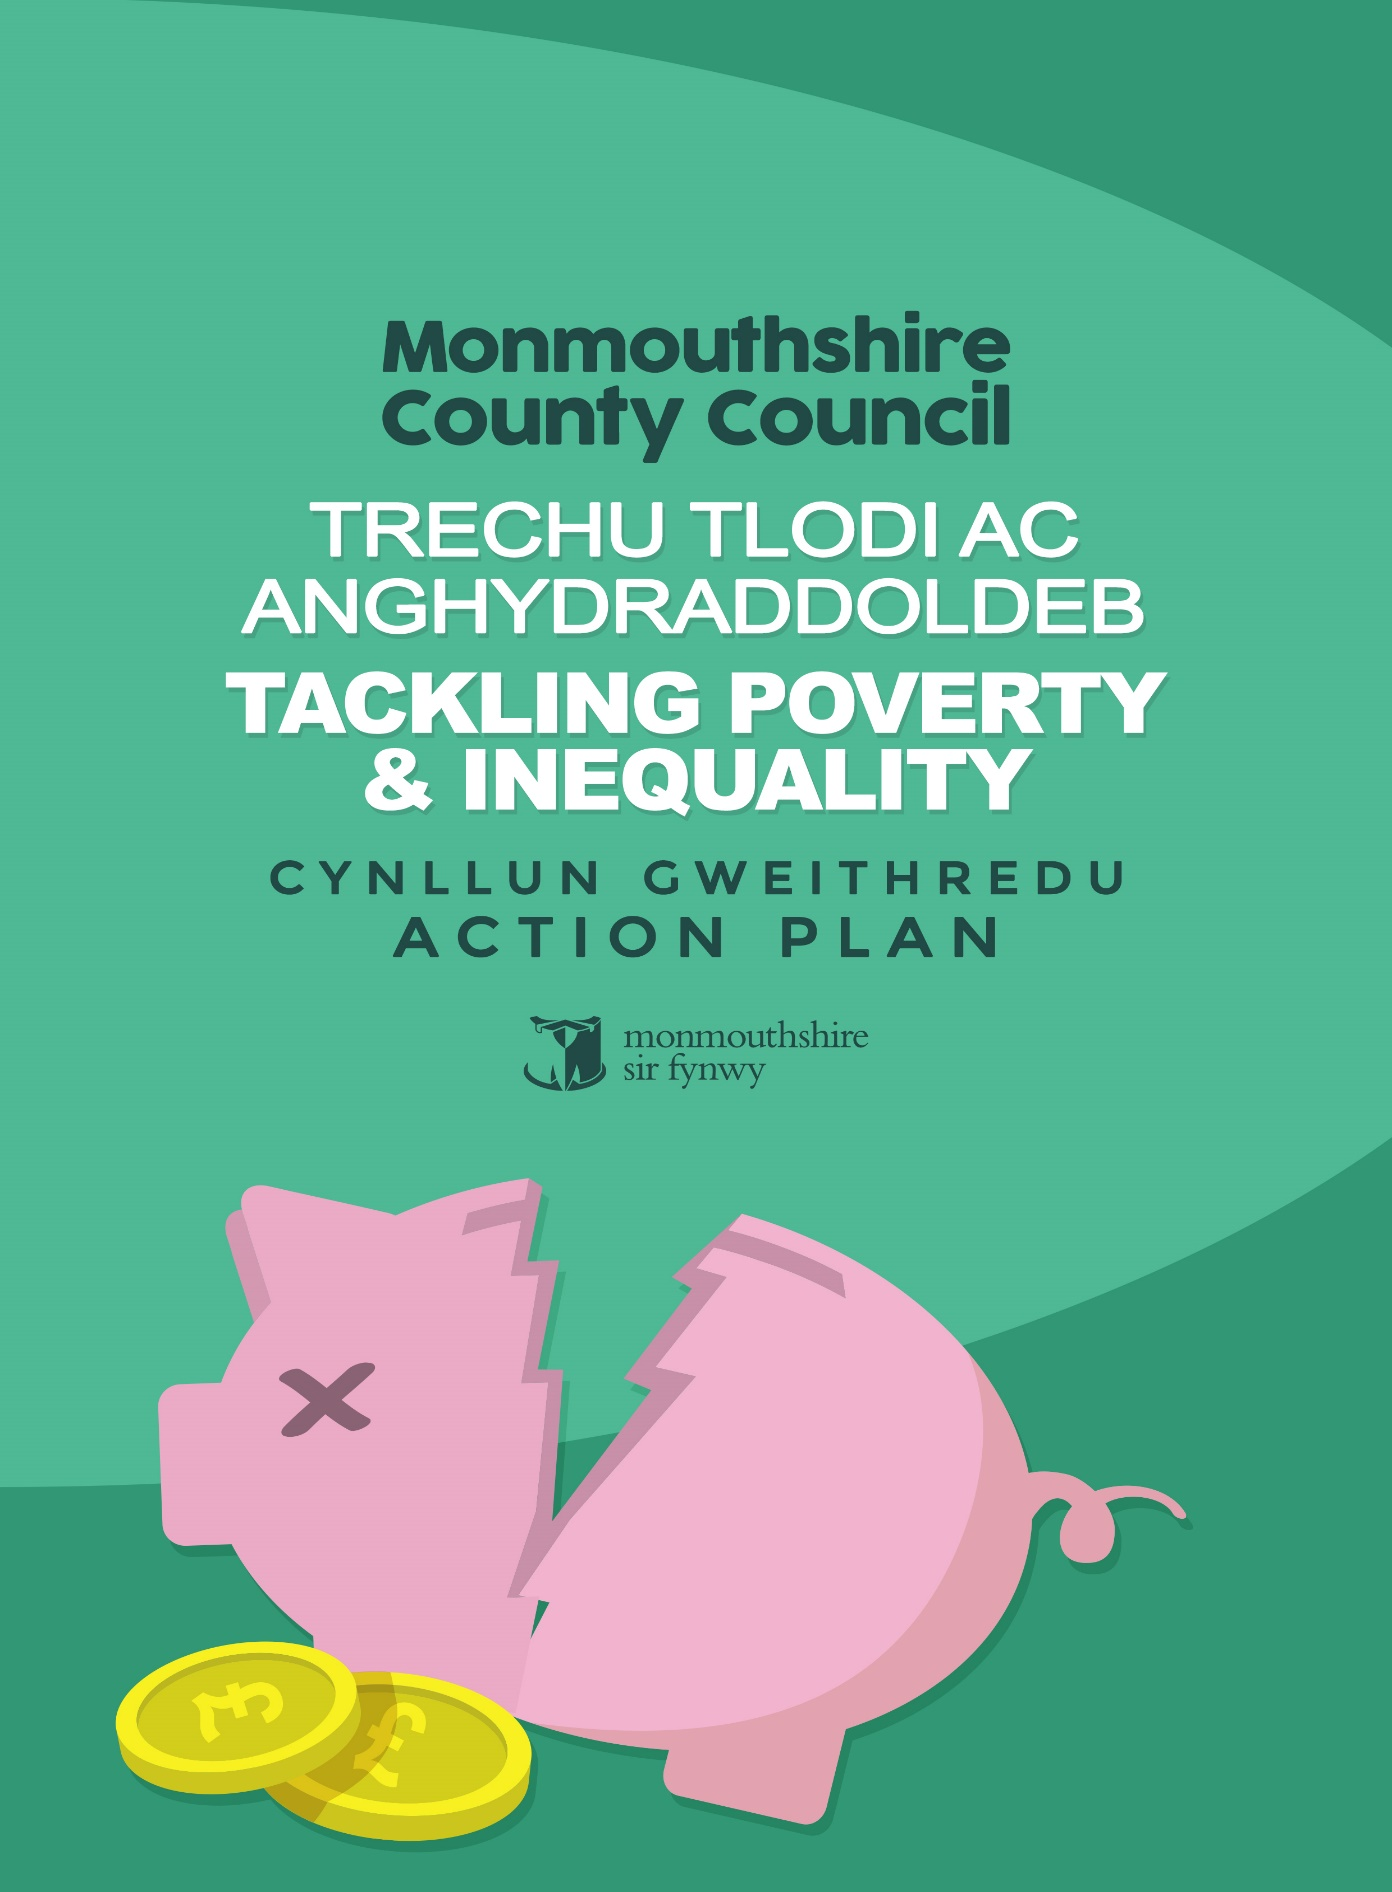 Monmouthshire
County Council
TRECHU TLODI AC
ANGHYDRADDOLDEB
TACKLING POVERTY
& INEQUALITY
CYNLLUN GWEITHREDU
ACTION PLAN
monmouthshire
sir fynwy
£
£